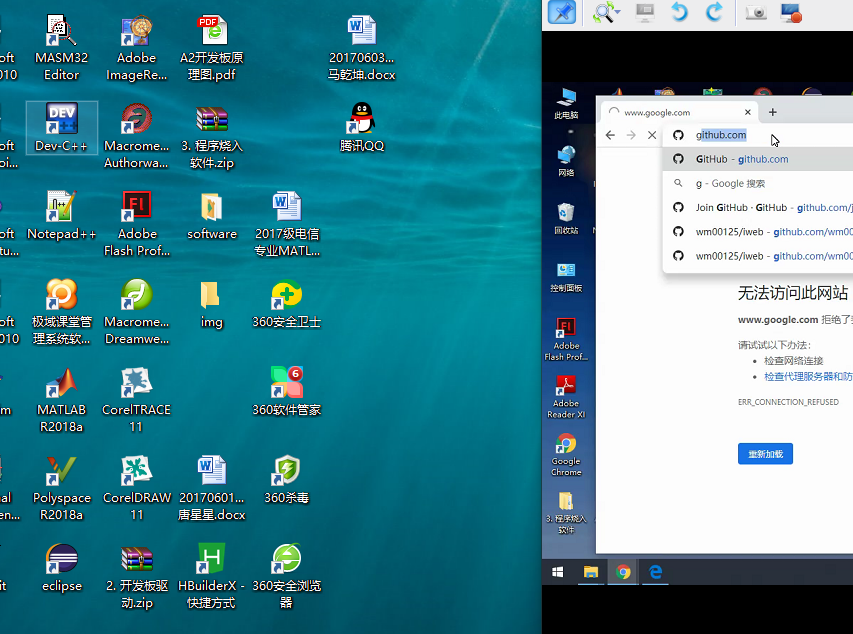 oft
010
MASM32
Editor
Adobe
ImageRe...
PDF
A2开发板原
理图.pdf
20170603...
马乾坤.docx
oft
oi...
DEV
Dev-C++
Macrome...
Authorwa...
3. 程序烧入
软件.zip
腾讯QQ
oft
tu...
Notepad++
Adobe
Flash Prof...
software
2017级电信
专业MATL...
oft
010
极域课堂管
理系统软...
Macrome...
Dreamwe...
img
360安全卫士
m
MATLAB
R2018a
CorelTRACE
11
6
360软件管家
al
en...
Polyspace
R2018a
CorelDRAW
11
20170601...
唐星星.docx
360杀毒
it
eclipse
2. 开发板驱
动.zip
H
HBuilderX -
快捷方式
360安全浏览
器
此电脑
网络
回收站
控制面板
Adobe
Flash Prof...
Adobe
Reader XI
Google
Chrome
3. 程序烧入
软件
www.google.com
github.com
GitHub - github.com
g - Google 搜索
Join GitHub · GitHub - github.com/j
wm00125/iweb - github.com/wm00
wm00125/iweb - github.com/wm00
无法访问此网站
www.google.com 拒绝了
请试试以下办法:
• 检查网络连接
• 检查代理服务器和防
ERR_CONNECTION_REFUSED
重新加载